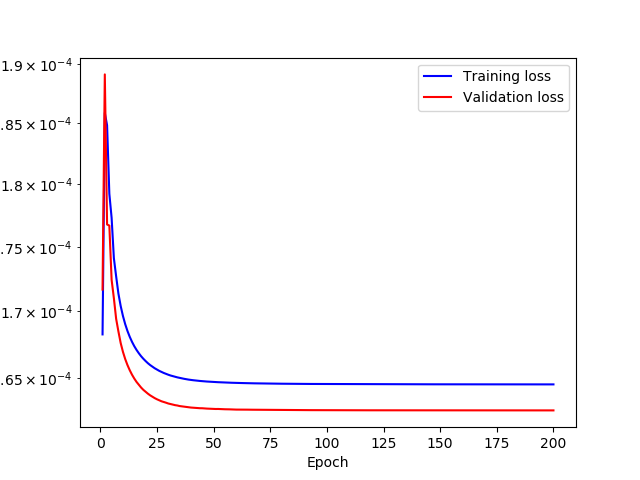 1.9 × 10⁻⁴
.85 × 10⁻⁴
1.8 × 10⁻⁴
.75 × 10⁻⁴
1.7 × 10⁻⁴
.65 × 10⁻⁴
Training loss
Validation loss
0 25 50 75 100 125 150 175 200
Epoch